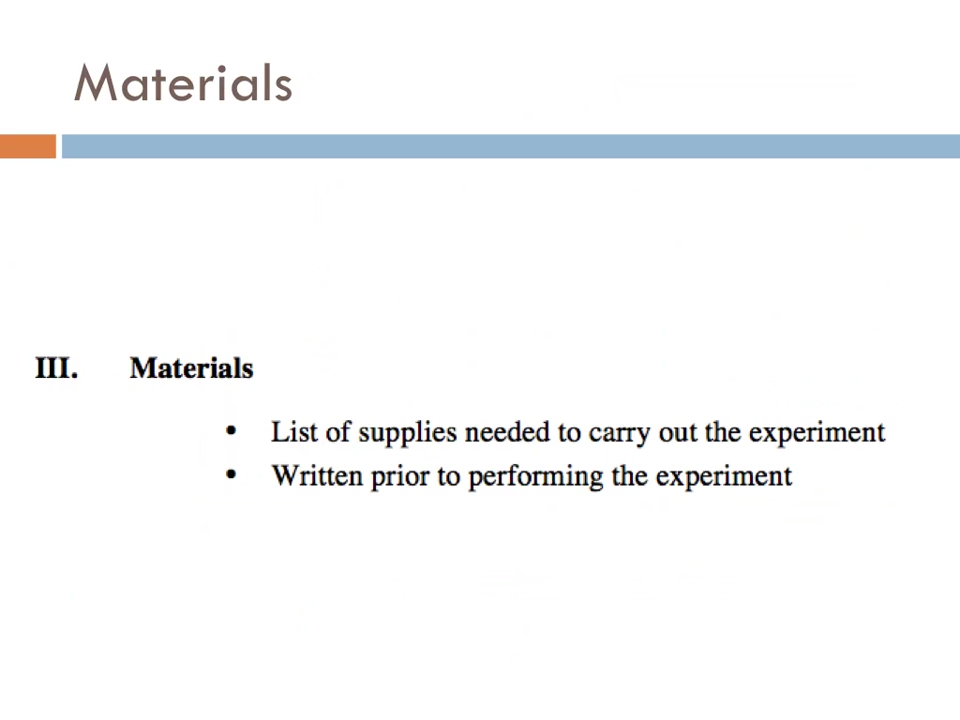 Materials
III. Materials
• List of supplies needed to carry out the experiment
• Written prior to performing the experiment